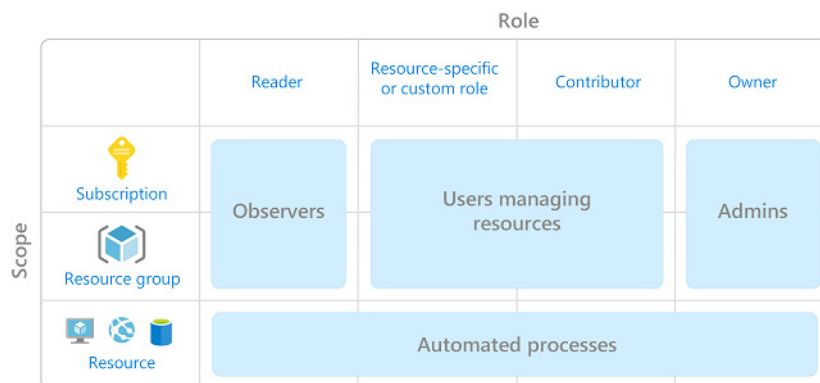 Role
Reader
Resource-specific
or custom role
Contributor
Owner
Scope
Subscription
Observers
Users managing
resources
Admins
Resource group
Resource
Automated processes